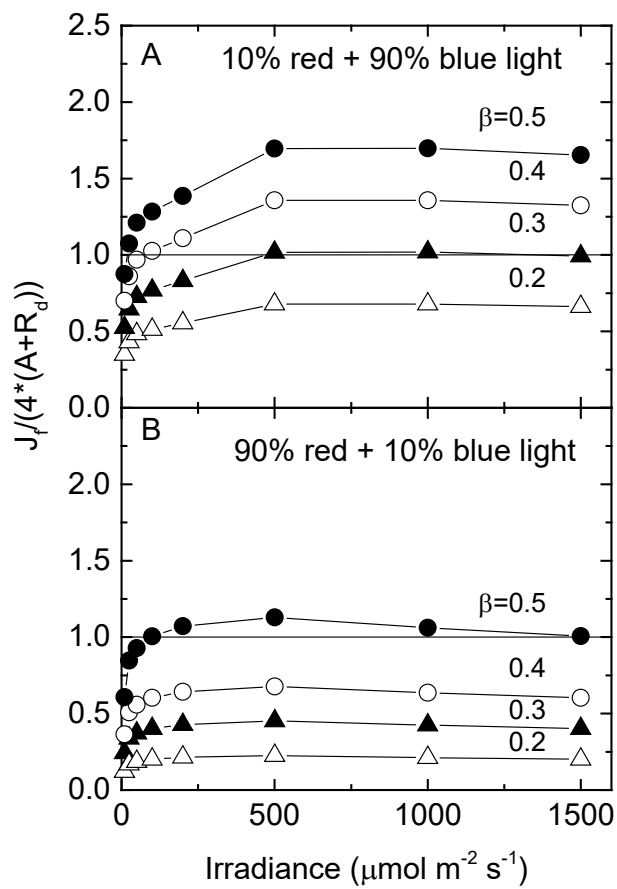 A
10% red + 90% blue light
2.5
2.0
1.5
1.0
0.5
0.0
β=0.5
0.4
0.3
0.2
J_f/(4*(A+R_d))
B
90% red + 10% blue light
2.0
1.5
1.0
0.5
0.0
β=0.5
0.4
0.3
0.2
0
500
1000
1500
Irradiance (μmol m⁻² s⁻¹)